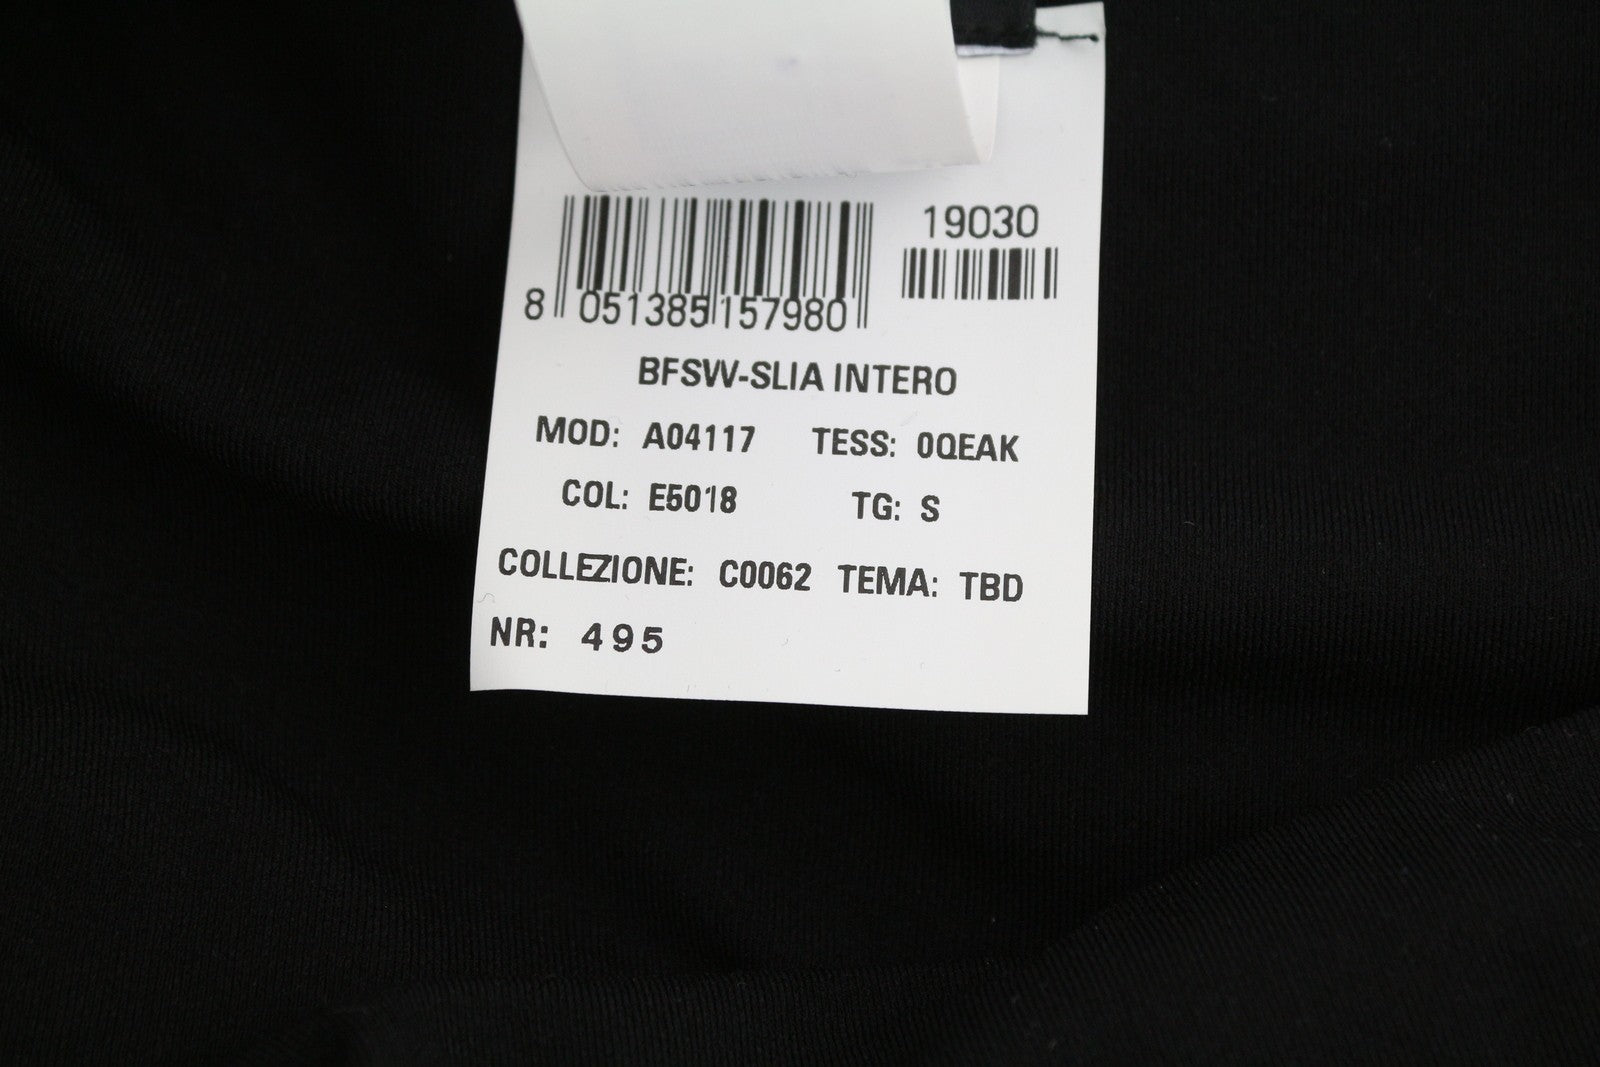 19030
8 051385 157980
BFSW-SLIA INTERO
MOD: A04117 TESS: 0QEAK
COL: E5018 TG: S
COLLEZIONE: C0062 TEMA: TBD
NR: 495